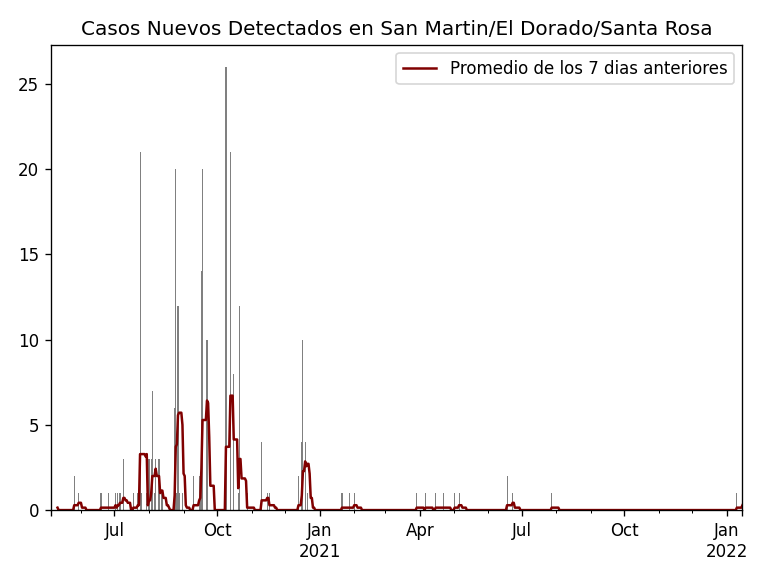 Casos Nuevos Detectados en San Martin/El Dorado/Santa Rosa
Promedio de los 7 dias anteriores
25
20
15
10
5
0
Jul Oct Jan Apr Jul Oct Jan
2021 2022